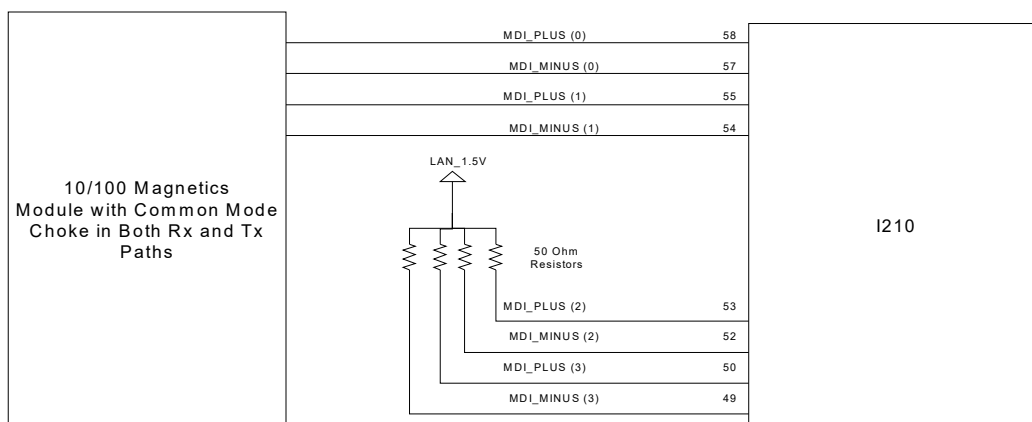 MDI_PLUS (0) 58
MDI_MINUS (0) 57
MDI_PLUS (1) 55
MDI_MINUS (1) 54
LAN_1.5V
10/100 Magnetics
Module with Common Mode
Choke in Both Rx and Tx
Paths
I210
50 Ohm
Resistors
MDI_PLUS (2) 53
MDI_MINUS (2) 52
MDI_PLUS (3) 50
MDI_MINUS (3) 49